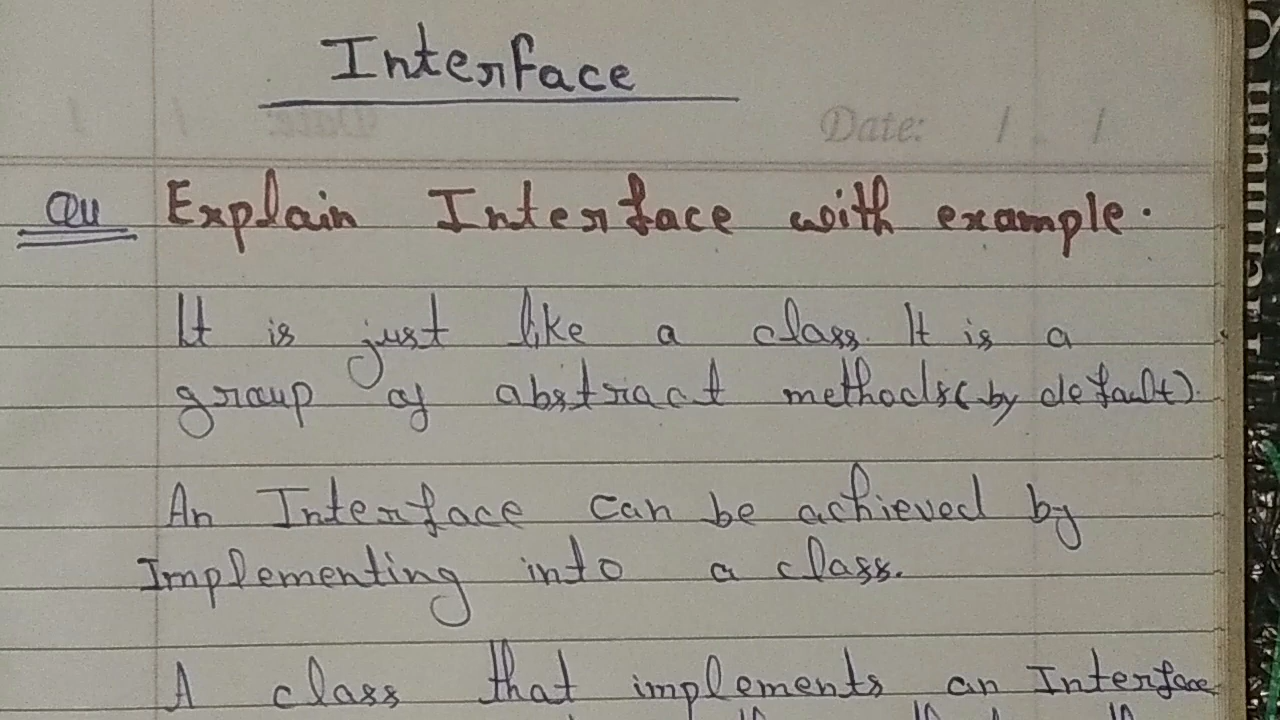 Interface
Date: / /
Qu Explain Interface with example.
It is just like a class. It is a
group of abstract methods(by default).
An Interface can be achieved by
Implementing into a class.
A class that implements an Interface